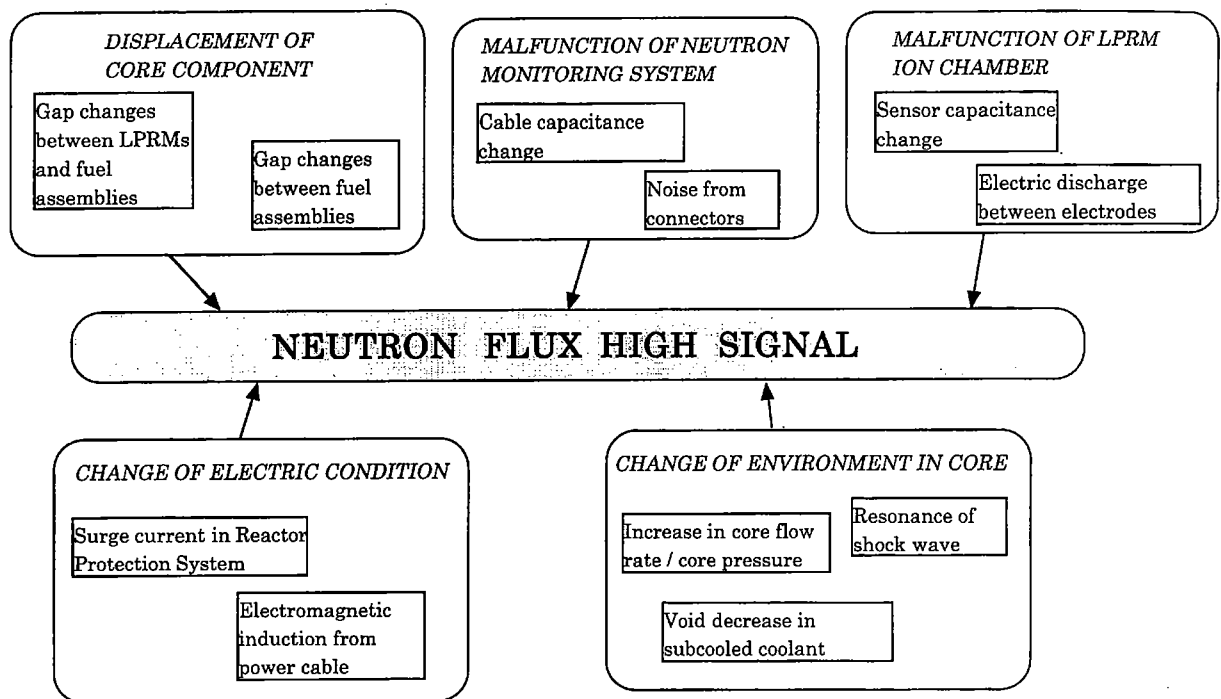 DISPLACEMENT OF
CORE COMPONENT
Gap changes
between LPRMs
and fuel
assemblies
Gap changes
between fuel
assemblies
MALFUNCTION OF NEUTRON
MONITORING SYSTEM
Cable capacitance
change
Noise from
connectors
MALFUNCTION OF LPRM
ION CHAMBER
Sensor capacitance
change
Electric discharge
between electrodes
NEUTRON FLUX HIGH SIGNAL
CHANGE OF ELECTRIC CONDITION
Surge current in Reactor
Protection System
Electromagnetic
induction from
power cable
CHANGE OF ENVIRONMENT IN CORE
Increase in core flow
rate / core pressure
Resonance of
shock wave
Void decrease in
subcooled coolant